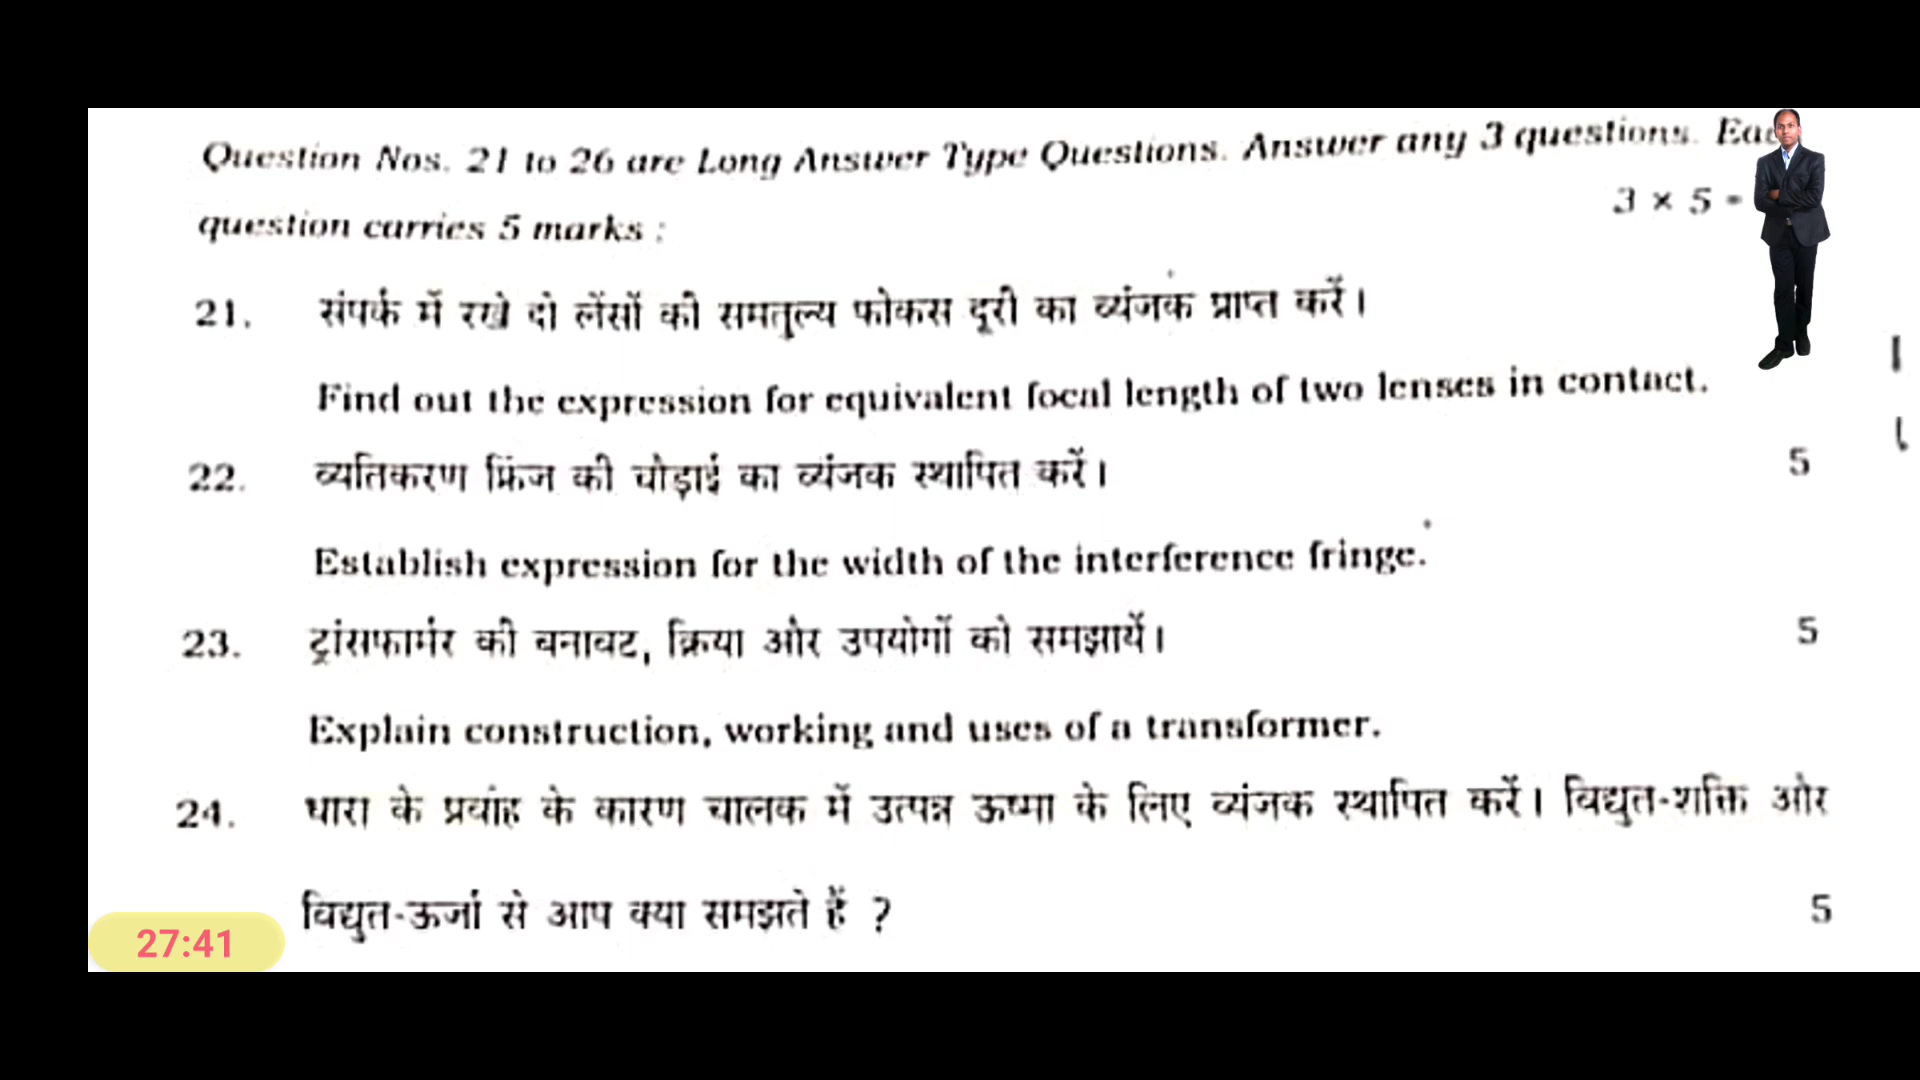 Question Nos. 21 to 26 are Long Answer Type Questions. Answer any 3 questions.
question carries 5 marks : 3 × 5 =
21. संपर्क में रखे दो लेंसों की समतुल्य फोकस दूरी का व्यंजक प्राप्त करें।
Find out the expression for equivalent focal length of two lenses in contact.
22. व्यतिकरण फ्रिंज की चौड़ाई का व्यंजक स्थापित करें। 5
Establish expression for the width of the interference fringe.
23. ट्रांसफार्मर की बनावट, क्रिया और उपयोगों को समझायें। 5
Explain construction, working and uses of a transformer.
24. धारा के प्रवाह के कारण चालक में उत्पन्न ऊष्मा के लिए व्यंजक स्थापित करें। विद्युत-शक्ति और
विद्युत-ऊर्जा से आप क्या समझते हैं ? 5
27:41